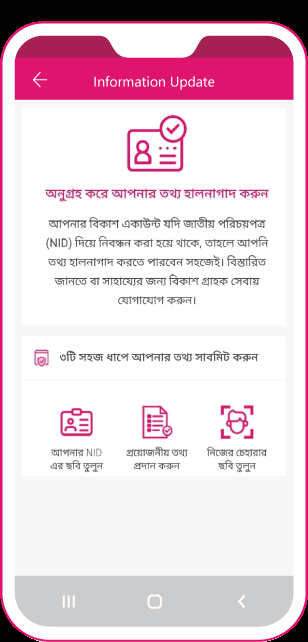 Information Update
অনুগ্রহ করে আপনার তথ্য হালনাগাদ করুন
আপনার বিকাশ একাউন্ট যদি জাতীয় পরিচয়পত্র
(NID) দিয়ে নিবন্ধন করা হয়ে থাকে, তাহলে আপনি
তথ্য হালনাগাদ করতে পারবেন সহজেই। বিস্তারিত
জানতে বা সাহায্যের জন্য বিকাশ গ্রাহক সেবায়
যোগাযোগ করুন।
৩টি সহজ ধাপে আপনার তথ্য সাবমিট করুন
আপনার NID
এর ছবি তুলুন
প্রয়োজনীয় তথ্য
প্রদান করুন
নিজের চেহারার
ছবি তুলুন